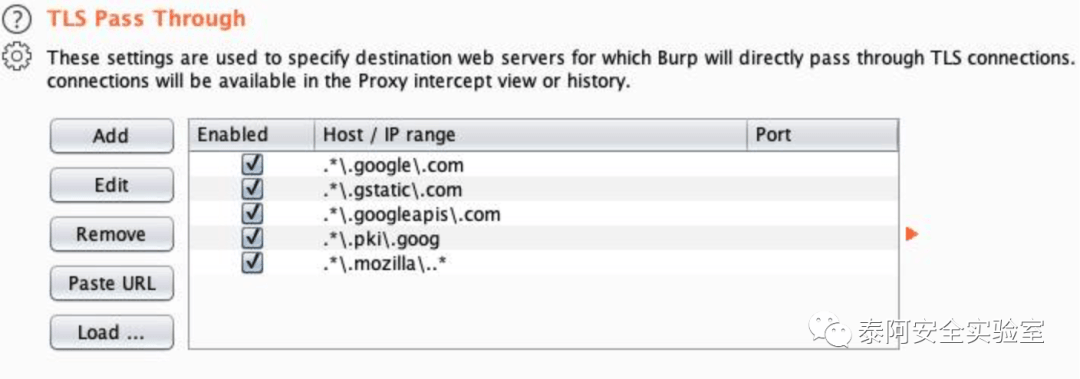 TLS Pass Through
These settings are used to specify destination web servers for which Burp will directly pass through TLS connections.
connections will be available in the Proxy intercept view or history.
Add
Edit
Remove
Paste URL
Load ...
Enabled Host / IP range Port
.*\.google\.com
.*\.gstatic\.com
.*\.googleapis\.com
.*\.pki\.goog
.*\.mozilla\..*
泰阿安全实验室